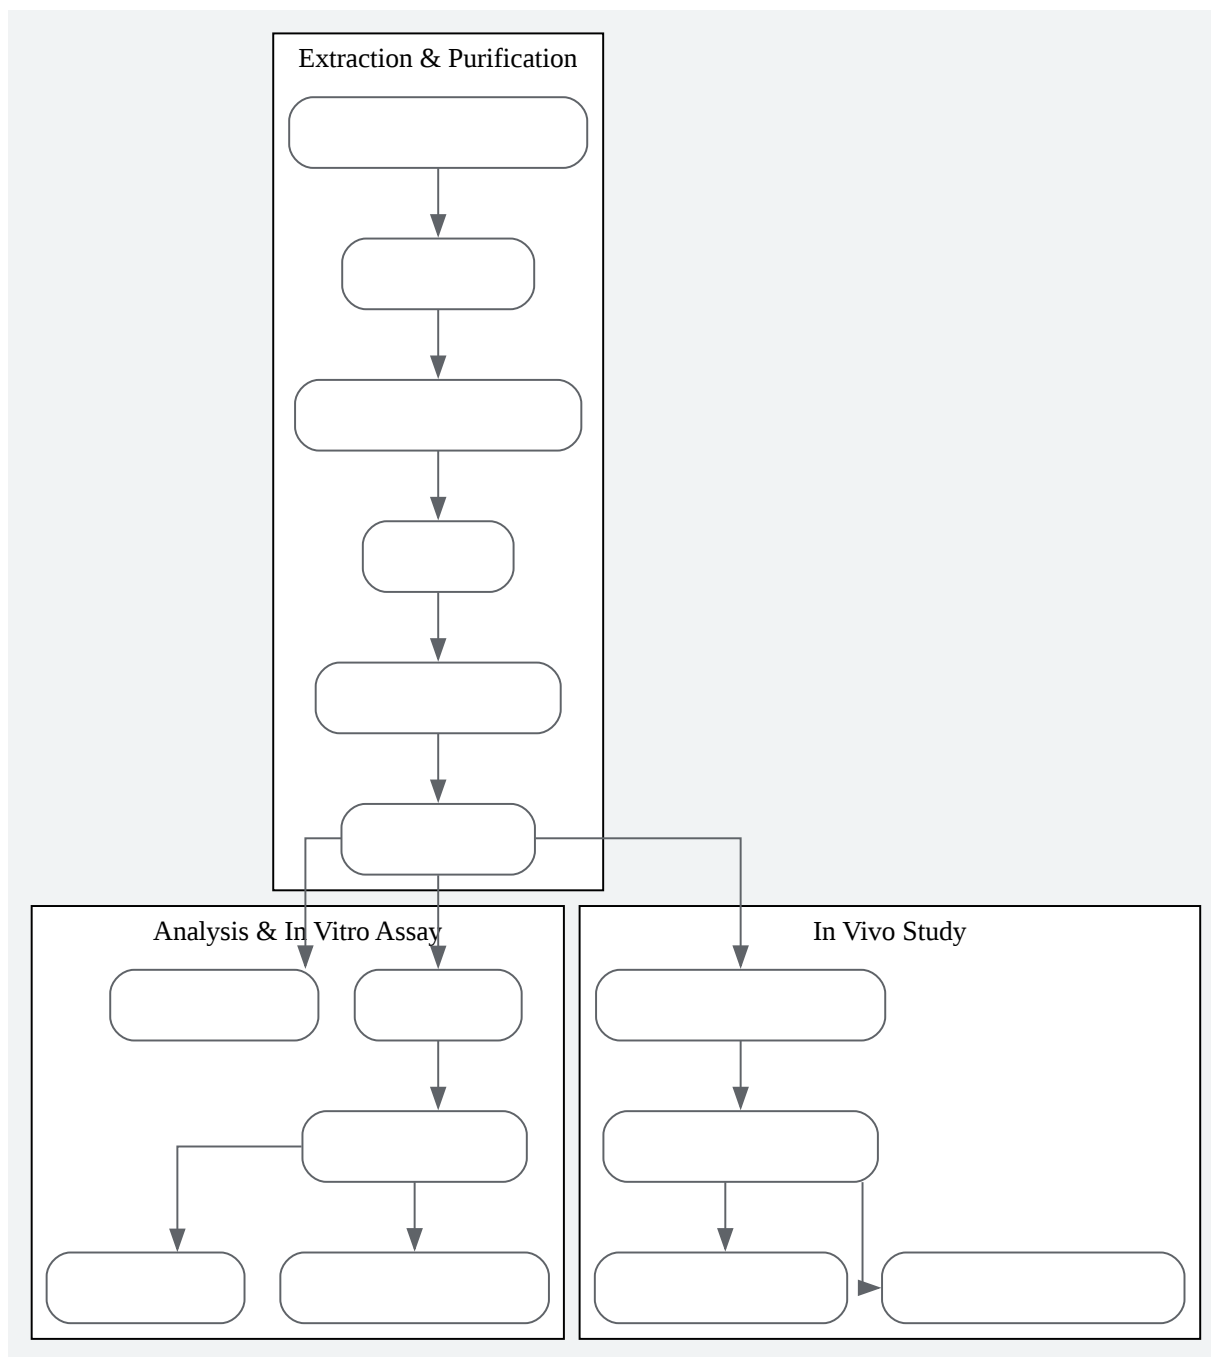 Extraction & Purification
Analysis & In Vitro Assay
In Vivo Study